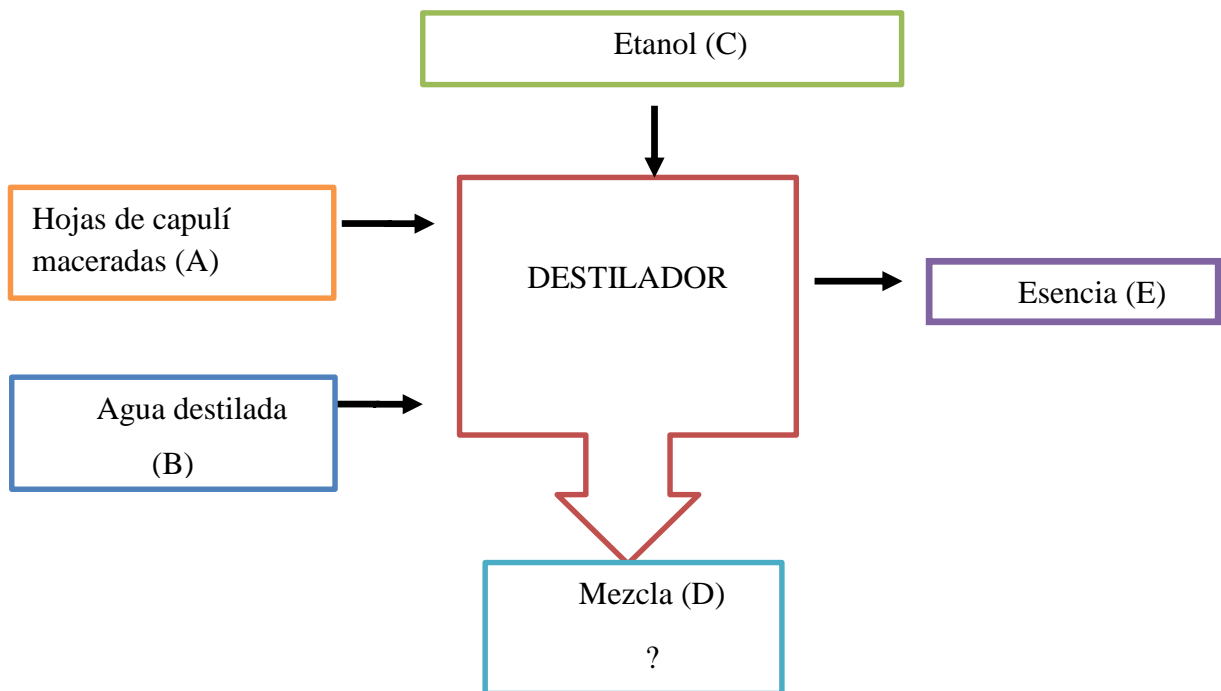 Etanol (C)
Hojas de capulí
maceradas (A)
DESTILADOR
Esencia (E)
Agua destilada
(B)
Mezcla (D)
?